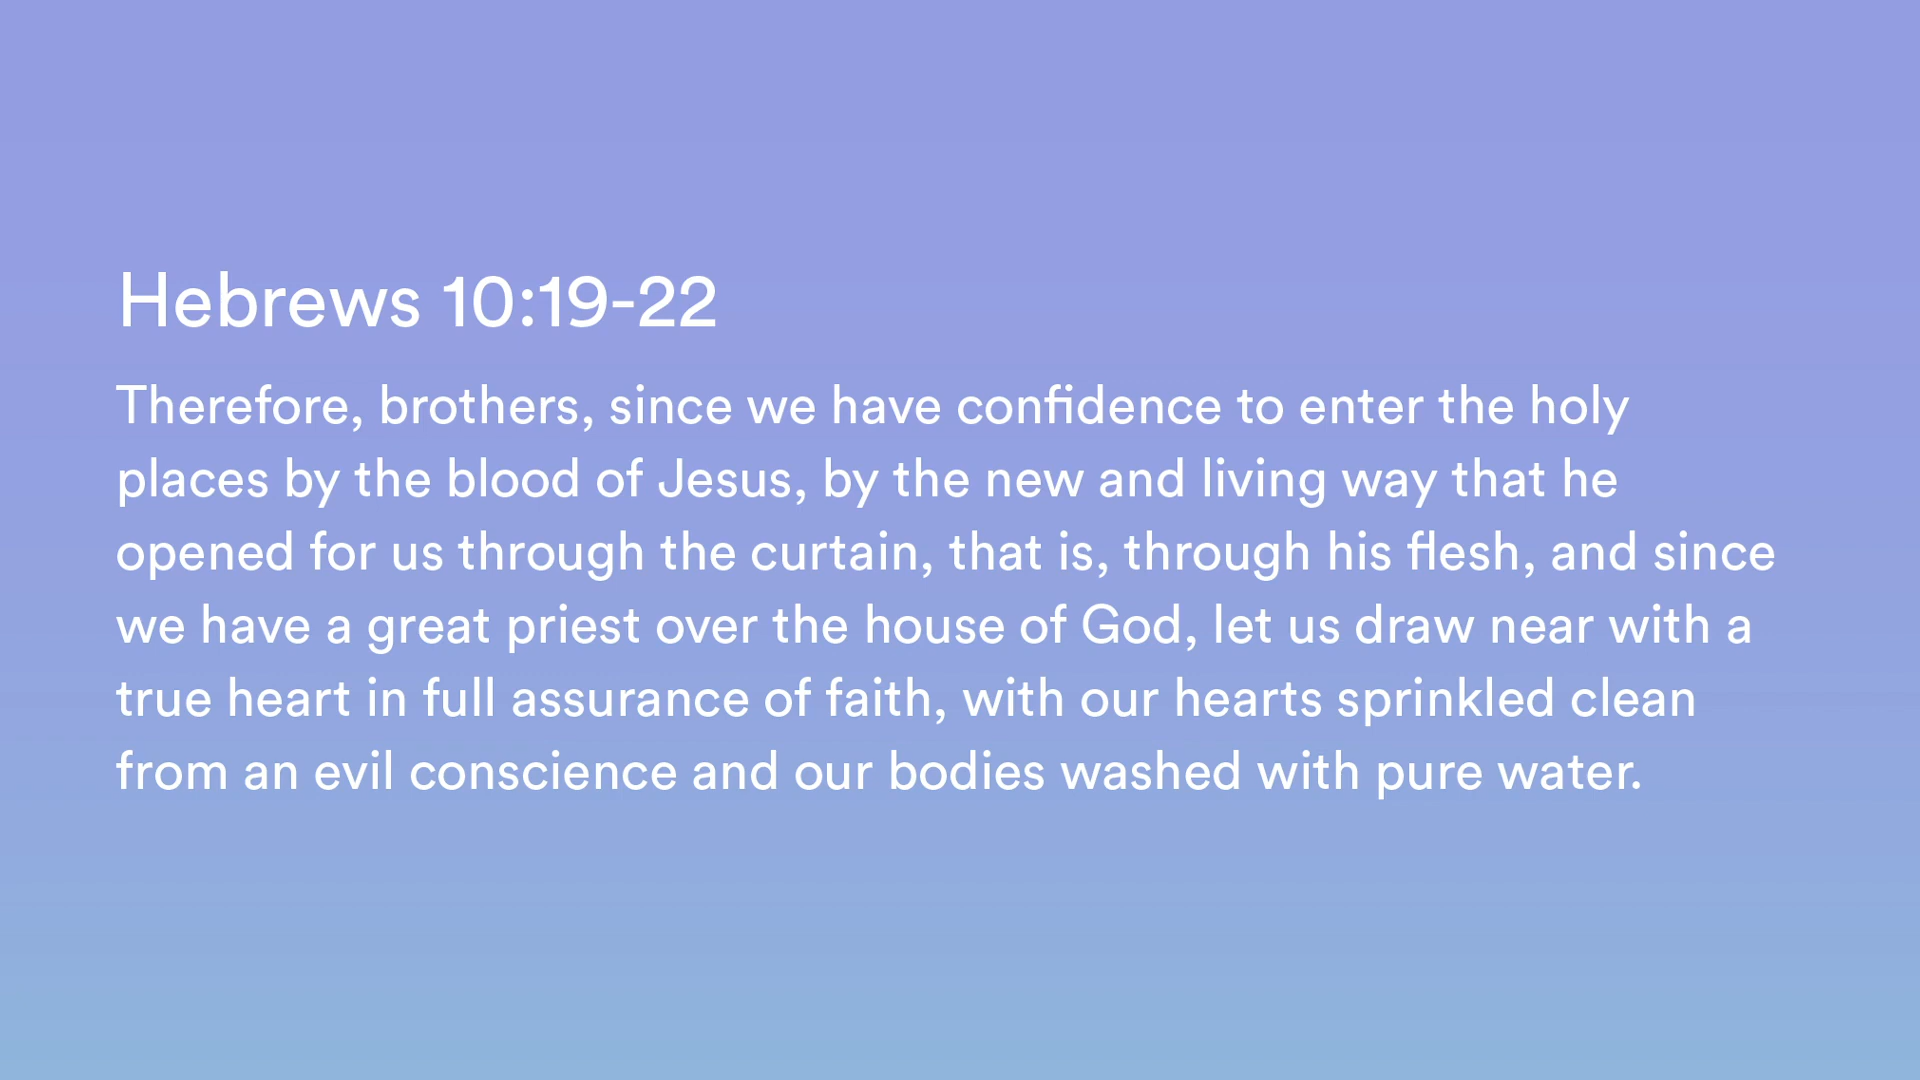 Hebrews 10:19-22
Therefore, brothers, since we have confidence to enter the holy
places by the blood of Jesus, by the new and living way that he
opened for us through the curtain, that is, through his flesh, and since
we have a great priest over the house of God, let us draw near with a
true heart in full assurance of faith, with our hearts sprinkled clean
from an evil conscience and our bodies washed with pure water.